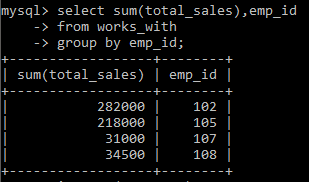 mysql> select sum(total_sales),emp_id
    -> from works_with
    -> group by emp_id;
+------------------+--------+
| sum(total_sales) | emp_id |
+------------------+--------+
|           282000 |    102 |
|           218000 |    105 |
|            31000 |    107 |
|            34500 |    108 |